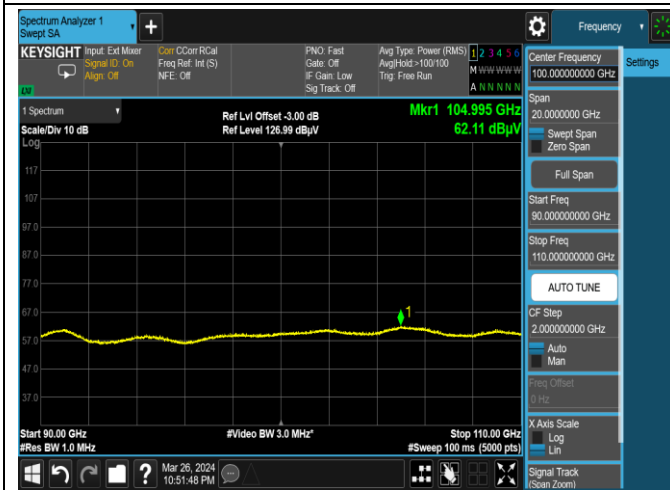 Spectrum Analyzer 1
Swept SA
Frequency
KEYSIGHT
Input: Ext Mixer
Signal ID: On
Align: Off
Corr CCorr RCal
Freq Ref: Int (S)
NFE: Off
PNO: Fast
Gate: Off
IF Gain: Low
Sig Track: Off
Avg Type: Power (RMS)
Avg|Hold:>100/100
Trig: Free Run
1 2 3 4 5 6
M W W W W W
A N N N N N
LXI
1 Spectrum
Scale/Div 10 dB
Log
Ref Lvl Offset -3.00 dB
Ref Level 126.99 dBµV
Mkr1 104.995 GHz
62.11 dBµV
117
107
97.0
87.0
77.0
67.0
57.0
47.0
37.0
1
Start 90.00 GHz
#Res BW 1.0 MHz
#Video BW 3.0 MHz*
Stop 110.00 GHz
#Sweep 100 ms (5000 pts)
Mar 26, 2024
10:51:48 PM
?
Center Frequency
100.000000000 GHz
Span
20.0000000 GHz
Swept Span
Zero Span
Full Span
Start Freq
90.000000000 GHz
Stop Freq
110.000000000 GHz
AUTO TUNE
CF Step
2.000000000 GHz
Auto
Man
Freq Offset
0 Hz
X Axis Scale
Log
Lin
Signal Track
(Span Zoom)
Settings